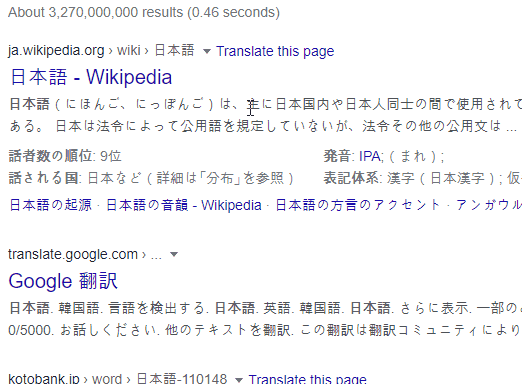 About 3,270,000,000 results (0.46 seconds)
ja.wikipedia.org › wiki › 日本語 Translate this page
日本語 - Wikipedia
日本語（にほんご、にっぽんご）は、主に日本国内や日本人同士の間で使用されて
ある。 日本は法令によって公用語を規定していないが、法令その他の公用文は ...
話者数の順位: 9位 発音: IPA; （まれ）;
話される国: 日本など（詳細は｢分布｣を参照） 表記体系: 漢字（日本漢字）; 仮
日本語の起源 · 日本語の音韻 - Wikipedia · 日本語の方言のアクセント · アンガウル
translate.google.com › ...
Google 翻訳
日本語. 韓国語. 言語を検出する. 日本語. 英語. 韓国語. 日本語. さらに表示. 一部の
0/5000. お話しください. 他のテキストを翻訳. この翻訳は翻訳コミュニティにより
kotobank.jp › word › 日本語-110148 Translate this page